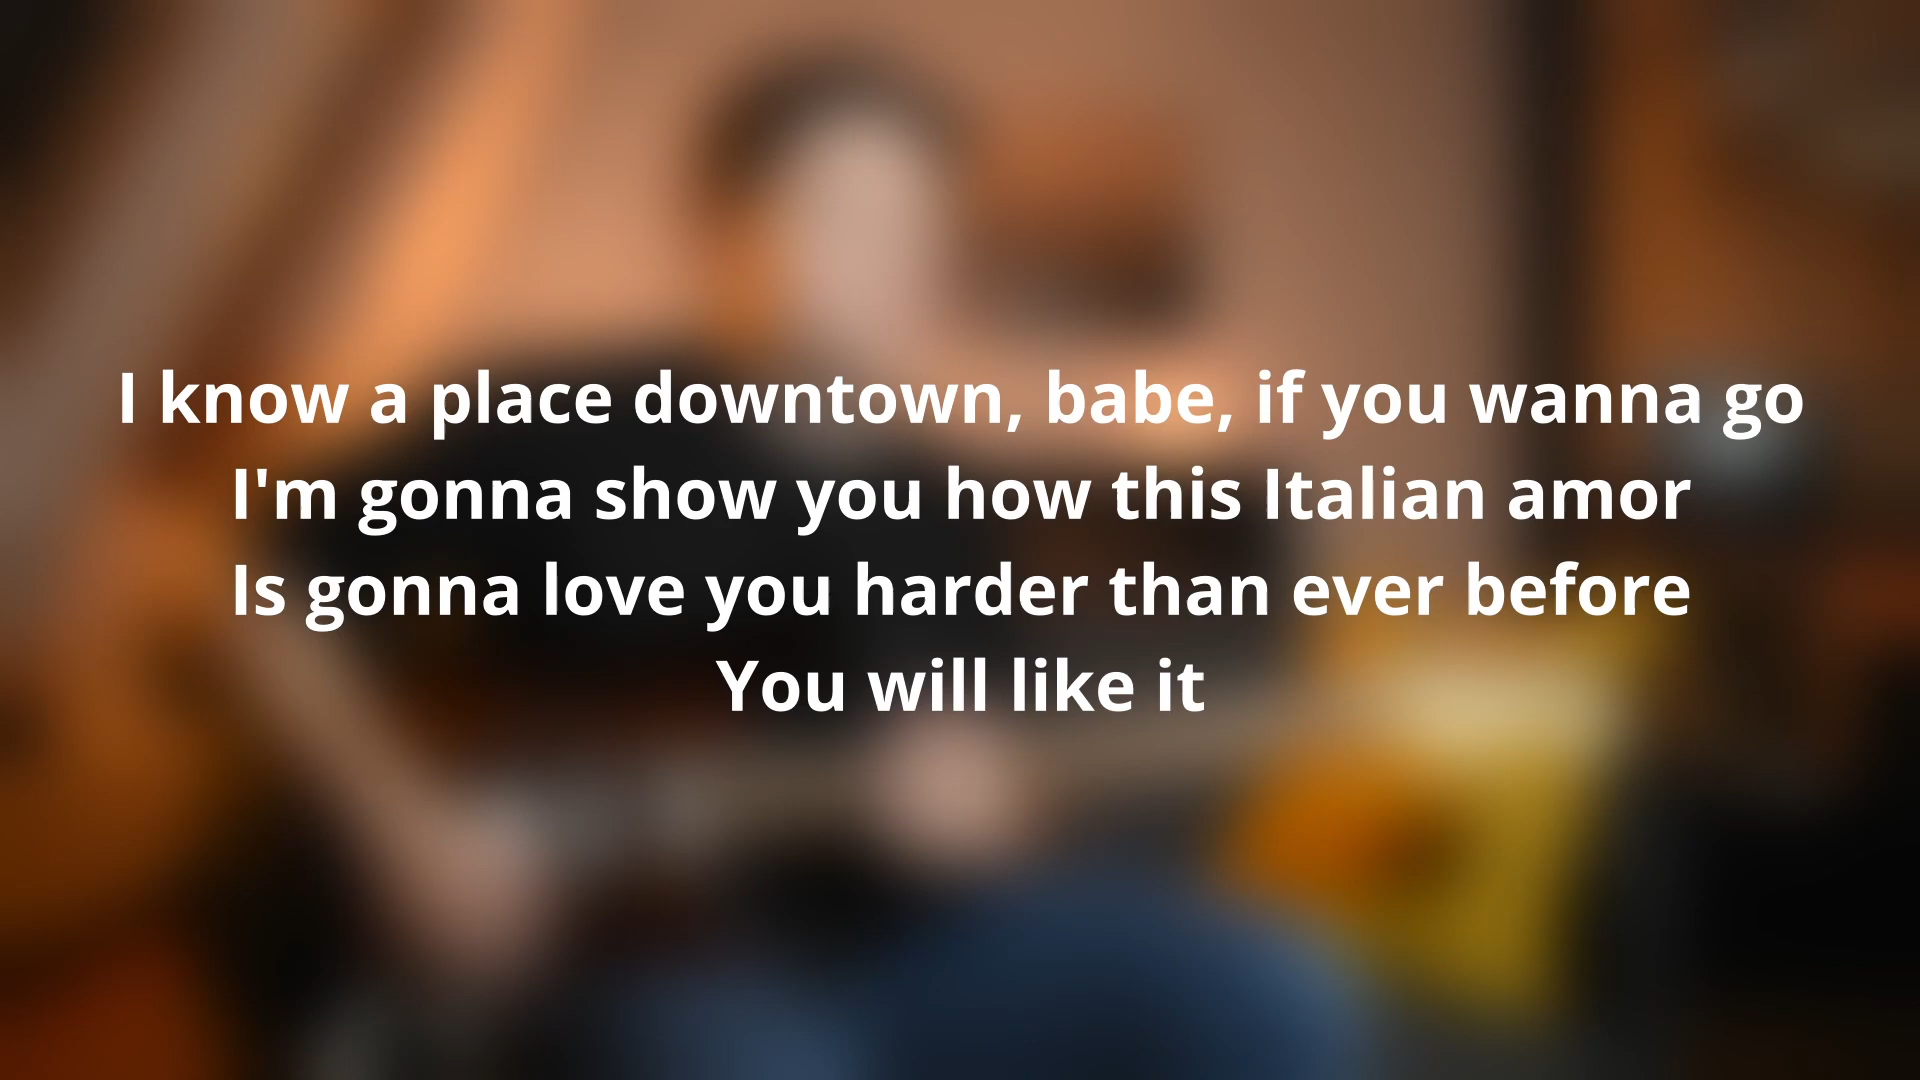 I know a place downtown, babe, if you wanna go
I'm gonna show you how this Italian amor
Is gonna love you harder than ever before
You will like it